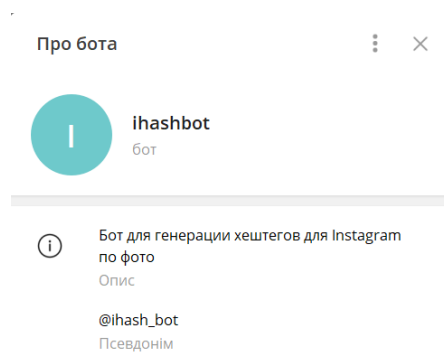 Про бота
I
ihashbot
бот
Бот для генерации хештегов для Instagram
по фото
Опис
@ihash_bot
Псевдонім